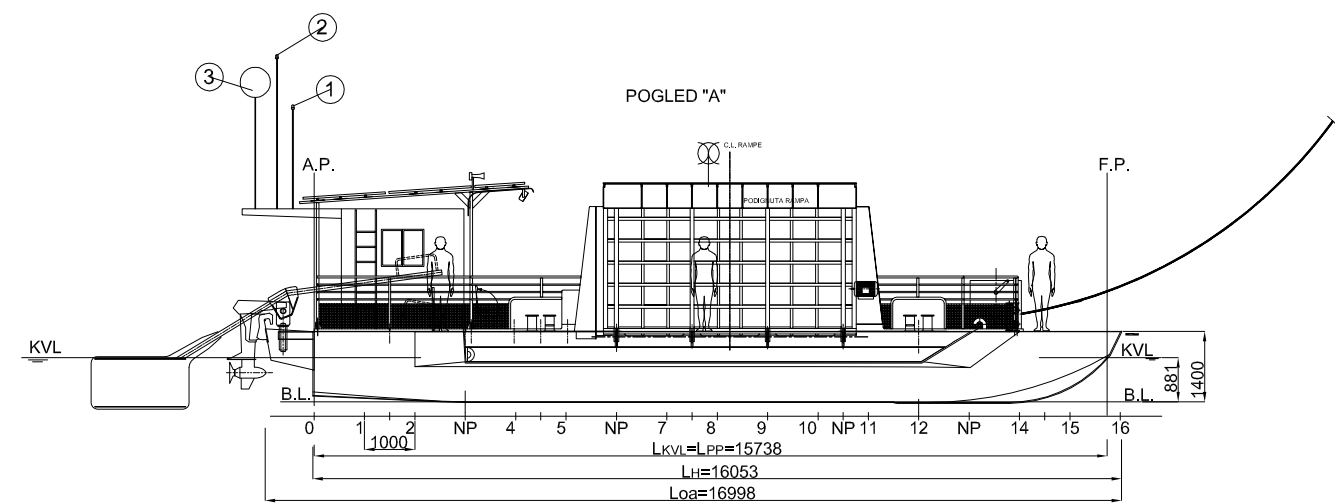 2
3
1
POGLED "A"
C.L. RAMPE
A.P.
F.P.
PODIGNUTA RAMPA
KVL
KVL
881
1400
B.L.
B.L.
0 1 2 NP 4 5 NP 7 8 9 10 NP 11 12 NP 14 15 16
1000
LKVL=LPP=15738
LH=16053
Loa=16998